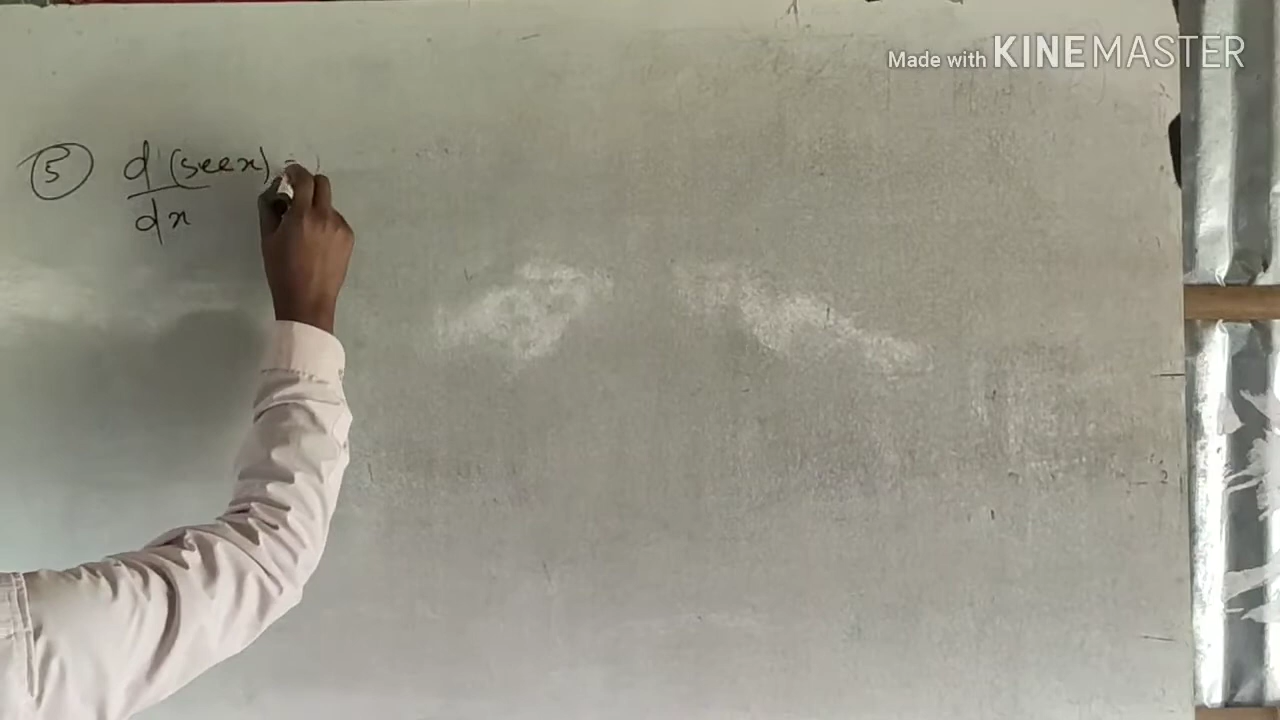 Made with KINEMASTER
⑤ d (secx) =
dx